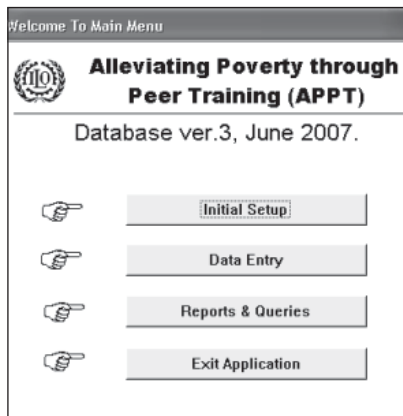 Welcome To Main Menu
ILO
Alleviating Poverty through
Peer Training (APPT)
Database ver.3, June 2007.
Initial Setup
Data Entry
Reports & Queries
Exit Application